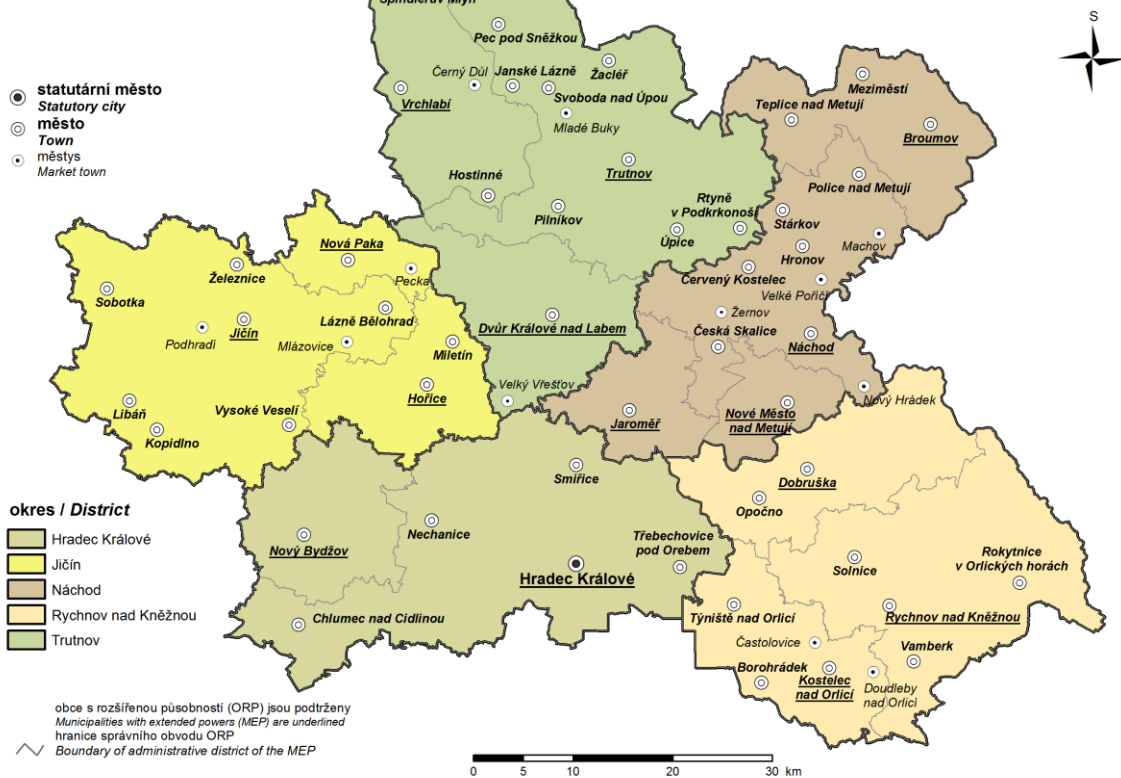 Špindlerův Mlýn
Pec pod Sněžkou
S
Černý Důl
Janské Lázně
Žacléř
Meziměstí
statutární město
Statutory city
město
Town
městys
Market town
Vrchlabí
Svoboda nad Úpou
Mladé Buky
Teplice nad Metují
Broumov
Hostinné
Trutnov
Police nad Metují
Pilníkov
Rtyně
v Podkrkonoší
Stárkov
Úpice
Machov
Hronov
Nová Paka
Železnice
Pecka
Červený Kostelec
Velké Poříčí
Sobotka
Lázně Bělohrad
Žernov
Jičín
Podhradí
Mlázovice
Miletín
Dvůr Králové nad Labem
Česká Skalice
Náchod
Libáň
Vysoké Veselí
Hořice
Velký Vřešťov
Nový Hrádek
Kopidlno
Jaroměř
Nové Město
nad Metují
Smiřice
Dobruška
Opočno
okres / District
Hradec Králové
Jičín
Náchod
Rychnov nad Kněžnou
Trutnov
Nový Bydžov
Nechanice
Třebechovice
pod Orebem
Hradec Králové
Solnice
Rokytnice
v Orlických horách
Chlumec nad Cidlinou
Týniště nad Orlicí
Rychnov nad Kněžnou
Častolovice
Vamberk
Borohrádek
Kostelec
nad Orlicí
Doudleby
nad Orlicí
obce s rozšířenou působností (ORP) jsou podtrženy
Municipalities with extended powers (MEP) are underlined
hranice správního obvodu ORP
Boundary of administrative district of the MEP
0 5 10 20 30 km